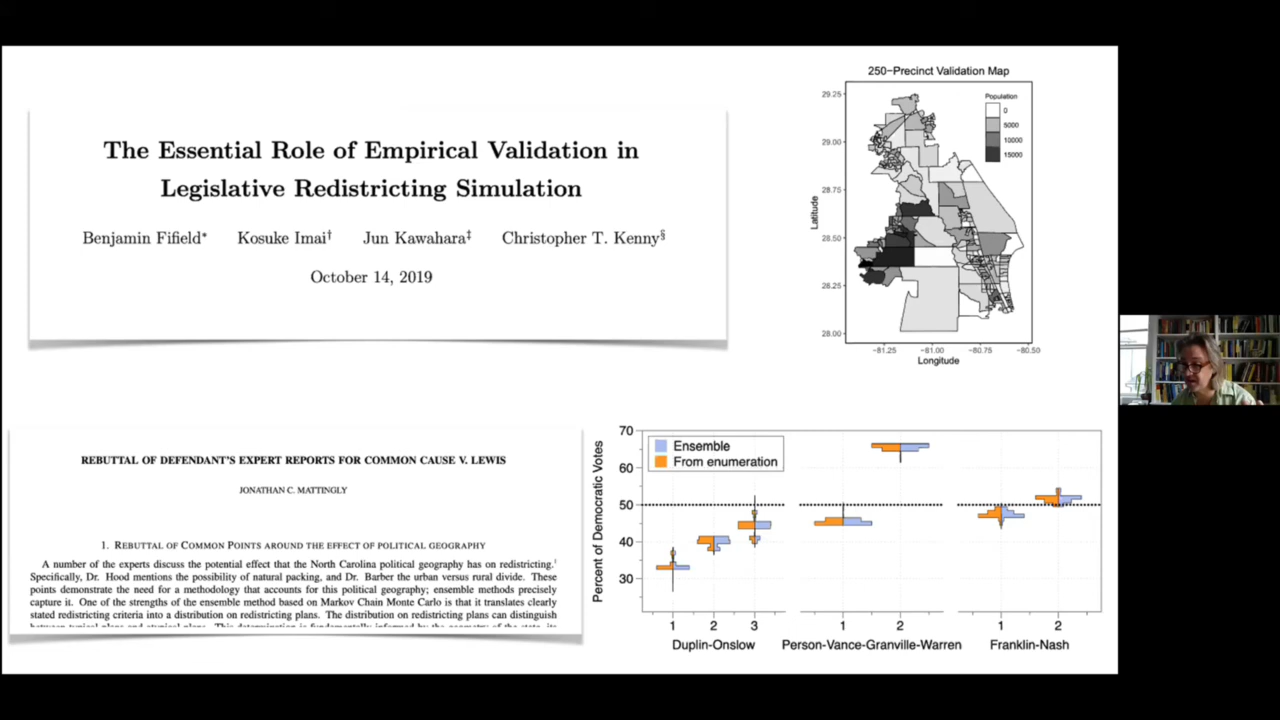 The Essential Role of Empirical Validation in
Legislative Redistricting Simulation
Benjamin Fifield* Kosuke Imai† Jun Kawahara‡ Christopher T. Kenny§
October 14, 2019
250−Precinct Validation Map
Population
0
5000
10000
15000
29.25
29.00
28.75
28.50
28.25
28.00
Latitude
−81.25 −81.00 −80.75 −80.50
Longitude
REBUTTAL OF DEFENDANT'S EXPERT REPORTS FOR COMMON CAUSE V. LEWIS
JONATHAN C. MATTINGLY
1. REBUTTAL OF COMMON POINTS AROUND THE EFFECT OF POLITICAL GEOGRAPHY
A number of the experts discuss the potential effect that the North Carolina political geography has on redistricting.
Specifically, Dr. Hood mentions the possibility of natural packing, and Dr. Barber the urban versus rural divide. These
points demonstrate the need for a methodology that accounts for this political geography; ensemble methods precisely
capture it. One of the strengths of the ensemble method based on Markov Chain Monte Carlo is that it translates clearly
stated redistricting criteria into a distribution on redistricting plans. The distribution on redistricting plans can distinguish
Ensemble
From enumeration
Percent of Democratic Votes
70
60
50
40
30
1 2 3 1 2 1 2
Duplin-Onslow Person-Vance-Granville-Warren Franklin-Nash